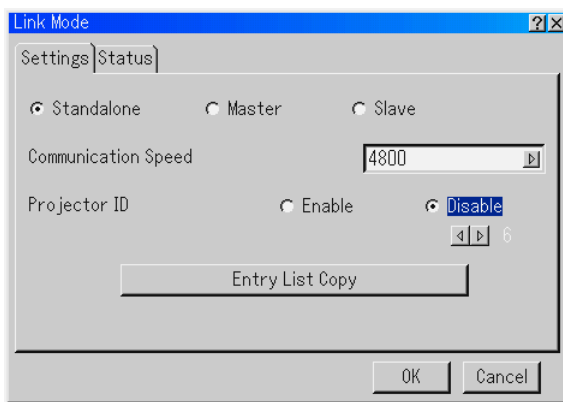 Link Mode
Settings Status
Standalone Master Slave
Communication Speed 4800
Projector ID Enable Disable
6
Entry List Copy
OK Cancel